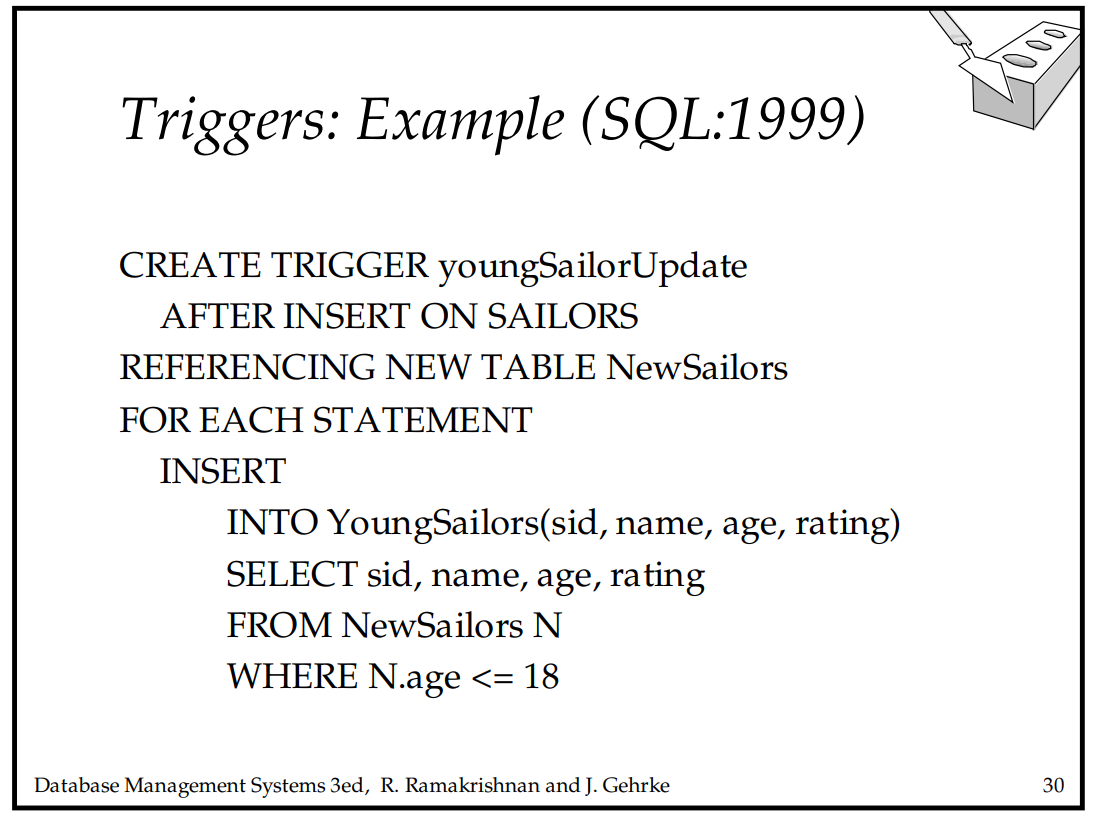 Triggers: Example (SQL:1999)
CREATE TRIGGER youngSailorUpdate
AFTER INSERT ON SAILORS
REFERENCING NEW TABLE NewSailors
FOR EACH STATEMENT
INSERT
INTO YoungSailors(sid, name, age, rating)
SELECT sid, name, age, rating
FROM NewSailors N
WHERE N.age <= 18
Database Management Systems 3ed, R. Ramakrishnan and J. Gehrke 30